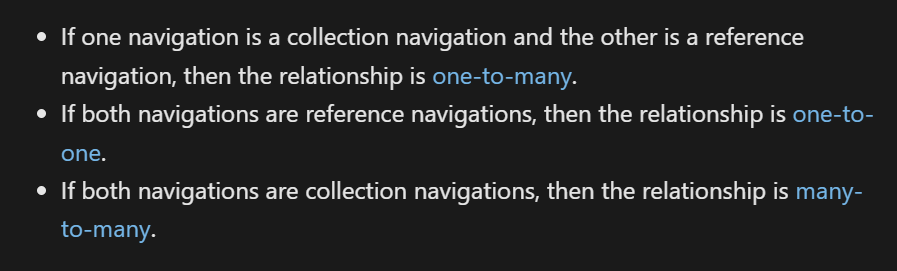 • If one navigation is a collection navigation and the other is a reference
navigation, then the relationship is one-to-many.
• If both navigations are reference navigations, then the relationship is one-to-
one.
• If both navigations are collection navigations, then the relationship is many-
to-many.